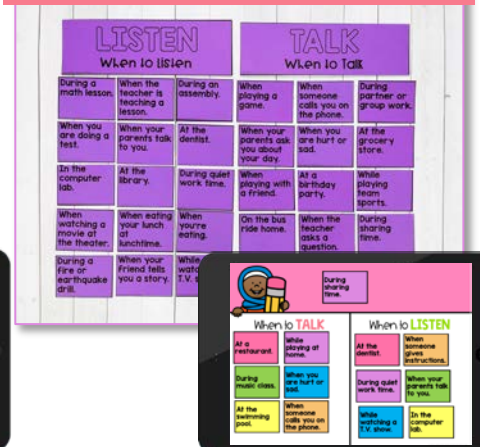 LISTEN
When to listen
TALK
When to Talk
During a
math lesson.
When the
teacher is
teaching a
lesson.
During an
assembly.
When
playing a
game.
When
someone
calls you on
the phone.
During
partner or
group work.
When you
are doing a
test.
When your
parents talk
to you.
At the
dentist.
When your
parents ask
you about
your day.
When you
are hurt or
sad.
At the
grocery
store.
In the
computer
lab.
At the
library.
During quiet
work time.
When
playing with
a friend.
At a
birthday
party.
While
playing
team
sports.
When
watching a
movie at
the theater.
When eating
your lunch
at
lunchtime.
When
you're
eating.
On the bus
ride home.
When the
teacher
asks a
question.
During
sharing
time.
During a
fire or
earthquake
drill.
When your
friend tells
you a story.
While
T.V. s
During
sharing
time.
When to TALK
When to LISTEN
At a
restaurant.
While
playing at
home.
At the
dentist.
When
someone
gives
instructions.
During
music class.
When you
are hurt or
sad.
During quiet
work time.
When your
parents talk
to you.
At the
swimming
pool.
When
someone
calls you on
the phone.
While
watching a
T.V. show.
In the
computer
lab.